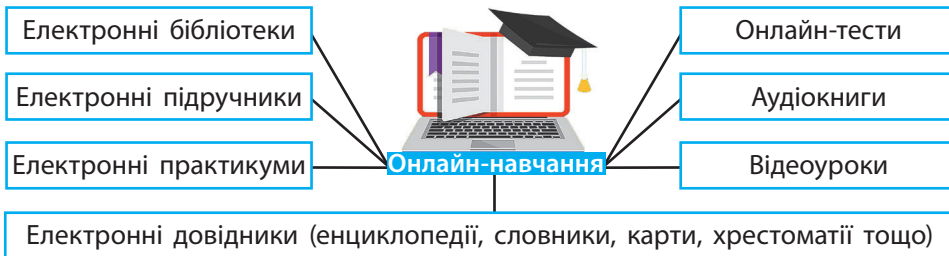 Електронні бібліотеки
Онлайн-тести
Електронні підручники
Аудіокниги
Електронні практикуми
Онлайн-навчання
Відеоуроки
Електронні довідники (енциклопедії, словники, карти, хрестоматії тощо)